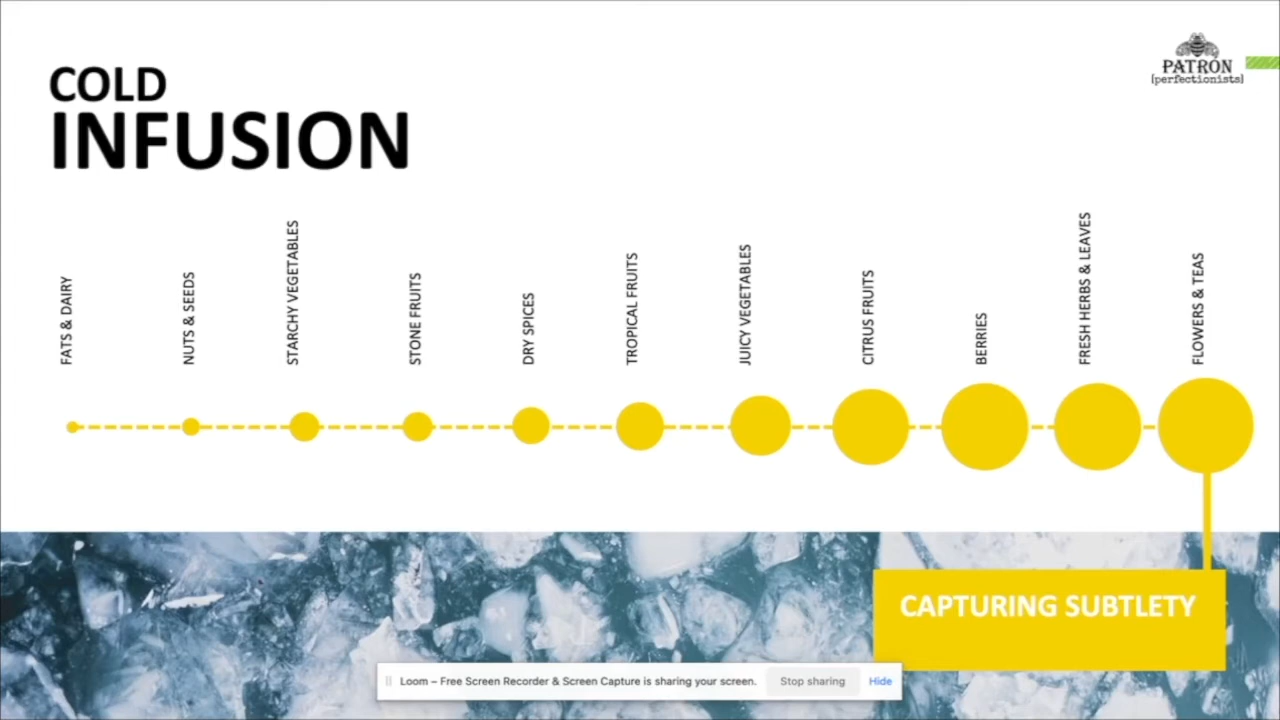 COLD
INFUSION
PATRÓN
[perfectionists]
FATS & DAIRY
NUTS & SEEDS
STARCHY VEGETABLES
STONE FRUITS
DRY SPICES
TROPICAL FRUITS
JUICY VEGETABLES
CITRUS FRUITS
BERRIES
FRESH HERBS & LEAVES
FLOWERS & TEAS
CAPTURING SUBTLETY
Loom – Free Screen Recorder & Screen Capture is sharing your screen. Stop sharing Hide